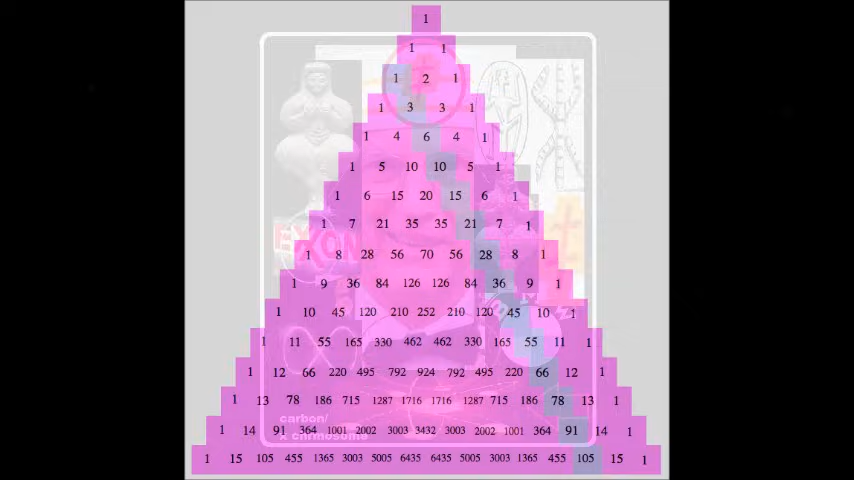 1
1 1
1 2 1
1 3 3 1
1 4 6 4 1
1 5 10 10 5 1
1 6 15 20 15 6 1
1 7 21 35 35 21 7 1
EXXON
1 8 28 56 70 56 28 8 1
1 9 36 84 126 126 84 36 9 1
1 10 45 120 210 252 210 120 45 10 1
1 11 55 165 330 462 462 330 165 55 11 1
1 12 66 220 495 792 924 792 495 220 66 12 1
1 13 78 186 715 1287 1716 1716 1287 715 186 78 13 1
carbon/
1 14 91 364 1001 2002 3003 3432 3003 2002 1001 364 91 14 1
x chrmosome
1 15 105 455 1365 3003 5005 6435 6435 5005 3003 1365 455 105 15 1